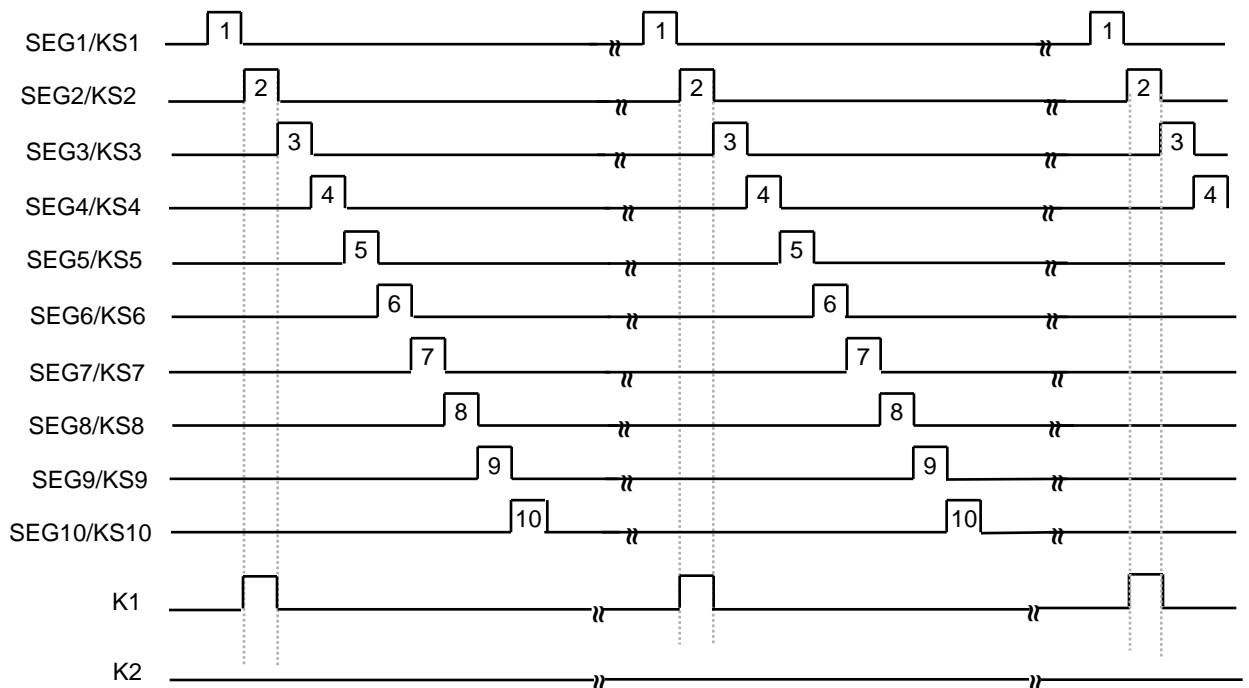 SEG1/KS1 1 1 1
SEG2/KS2 2 2 2
SEG3/KS3 3 3 3
SEG4/KS4 4 4 4
SEG5/KS5 5 5
SEG6/KS6 6 6
SEG7/KS7 7 7
SEG8/KS8 8 8
SEG9/KS9 9 9
SEG10/KS10 10 10
K1
K2